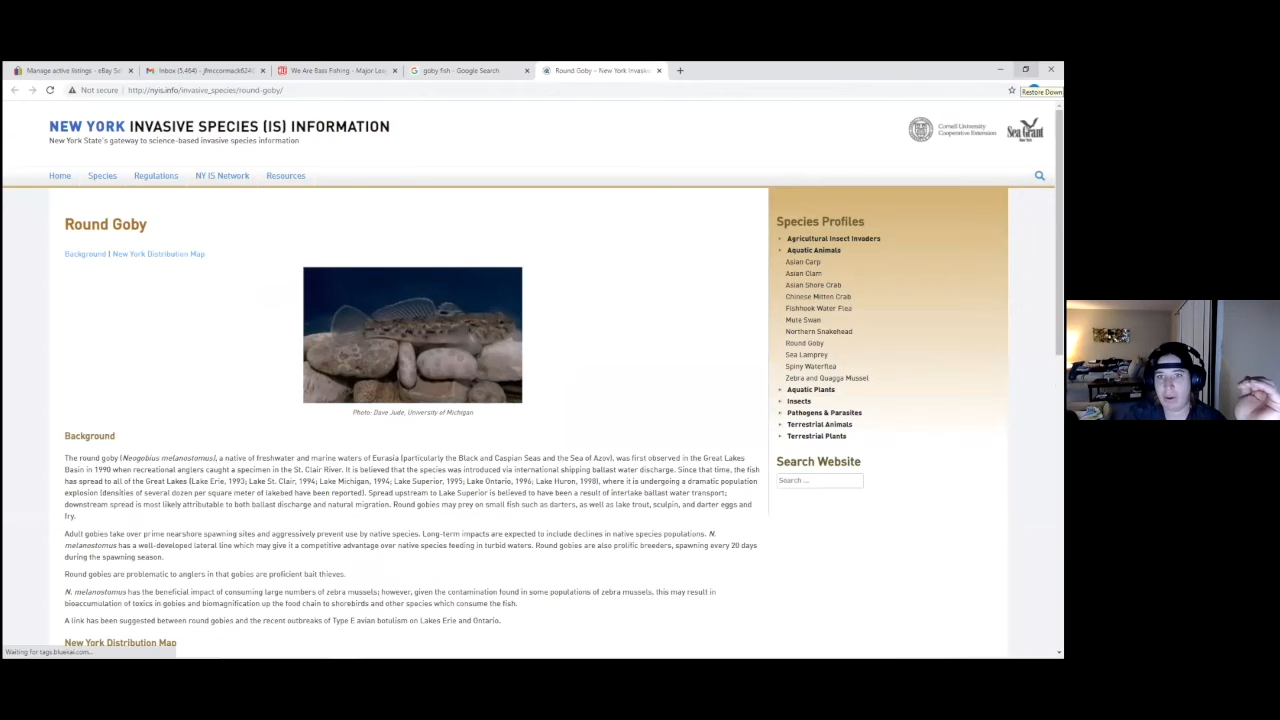 Manage active listings - eBay Se
Inbox (5,464) - jfmccormack624
We Are Bass Fishing - Major Lea
goby fish - Google Search
Round Goby – New York Invasive
Not secure | http://nyis.info/invasive_species/round-goby/
Restore Down
NEW YORK INVASIVE SPECIES (IS) INFORMATION
New York State's gateway to science-based invasive species information
Cornell University
Cooperative Extension
Sea Grant
New York
Home Species Regulations NY IS Network Resources
Round Goby
Background | New York Distribution Map
Photo: Dave Jude, University of Michigan
Background
The round goby (Neogobius melanostomus), a native of freshwater and marine waters of Eurasia (particularly the Black and Caspian Seas and the Sea of Azov), was first observed in the Great Lakes
Basin in 1990 when recreational anglers caught a specimen in the St. Clair River. It is believed that the species was introduced via international shipping ballast water discharge. Since that time, the fish
has spread to all of the Great Lakes (Lake Erie, 1993; Lake St. Clair, 1994; Lake Michigan, 1994; Lake Superior, 1995; Lake Ontario, 1996; Lake Huron, 1998), where it is undergoing a dramatic population
explosion (densities of several dozen per square meter of lakebed have been reported). Spread upstream to Lake Superior is believed to have been a result of interlake ballast water transport;
downstream spread is most likely attributable to both ballast discharge and natural migration. Round gobies may prey on small fish such as darters, as well as lake trout, sculpin, and darter eggs and
fry.
Adult gobies take over prime nearshore spawning sites and aggressively prevent use by native species. Long-term impacts are expected to include declines in native species populations. N.
melanostomus has a well-developed lateral line which may give it a competitive advantage over native species feeding in turbid waters. Round gobies are also prolific breeders, spawning every 20 days
during the spawning season.
Round gobies are problematic to anglers in that gobies are proficient bait thieves.
N. melanostomus has the beneficial impact of consuming large numbers of zebra mussels; however, given the contamination found in some populations of zebra mussels, this may result in
bioaccumulation of toxics in gobies and biomagnification up the food chain to shorebirds and other species which consume the fish.
A link has been suggested between round gobies and the recent outbreaks of Type E avian botulism on Lakes Erie and Ontario.
New York Distribution Map
Waiting for tags.bluekai.com...
Species Profiles
Agricultural Insect Invaders
Aquatic Animals
Asian Carp
Asian Clam
Asian Shore Crab
Chinese Mitten Crab
Fishhook Water Flea
Mute Swan
Northern Snakehead
Round Goby
Sea Lamprey
Spiny Waterflea
Zebra and Quagga Mussel
Aquatic Plants
Insects
Pathogens & Parasites
Terrestrial Animals
Terrestrial Plants
Search Website
Search ...